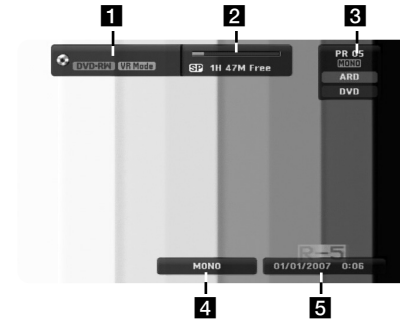 1 2 3
DVD-RW VR Mode
SP 1H 47M Free
PR 05
MONO
ARD
DVD
R-5
MONO
01/01/2007 0:06
4 5